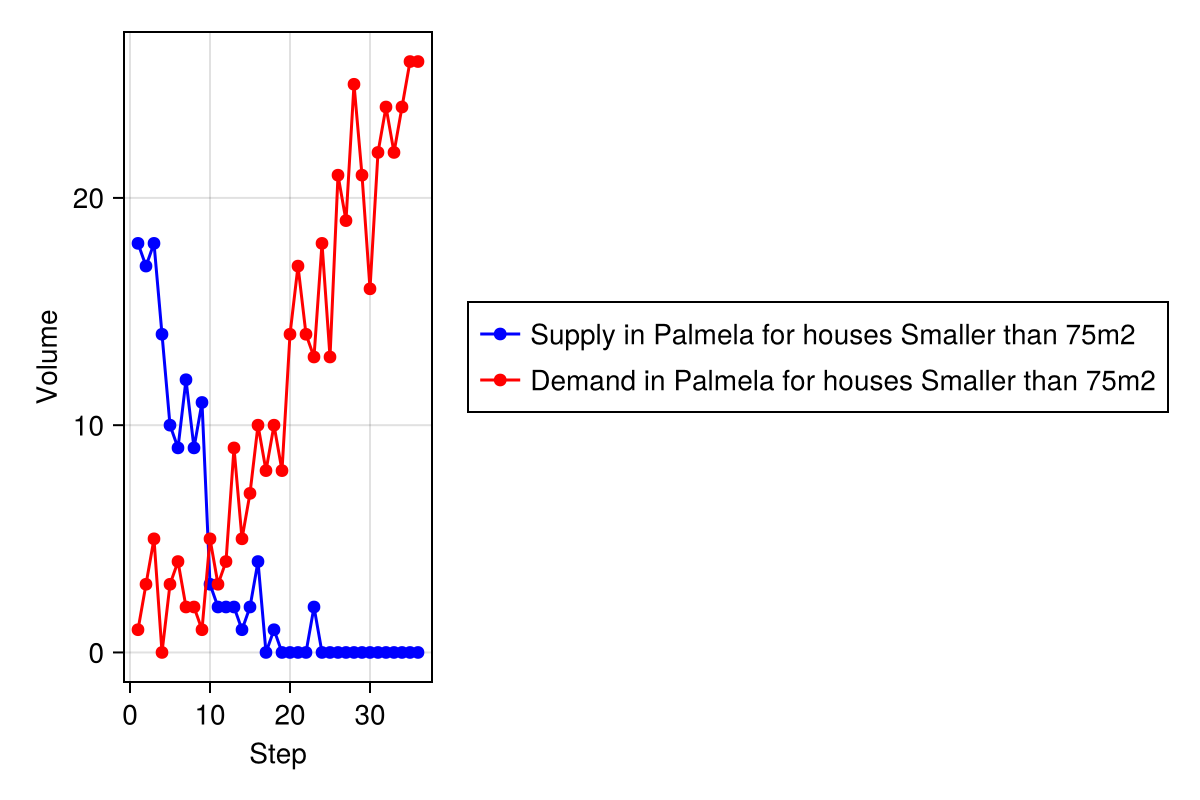 Volume
20
10
0
0 10 20 30
Step
Supply in Palmela for houses Smaller than 75m2
Demand in Palmela for houses Smaller than 75m2